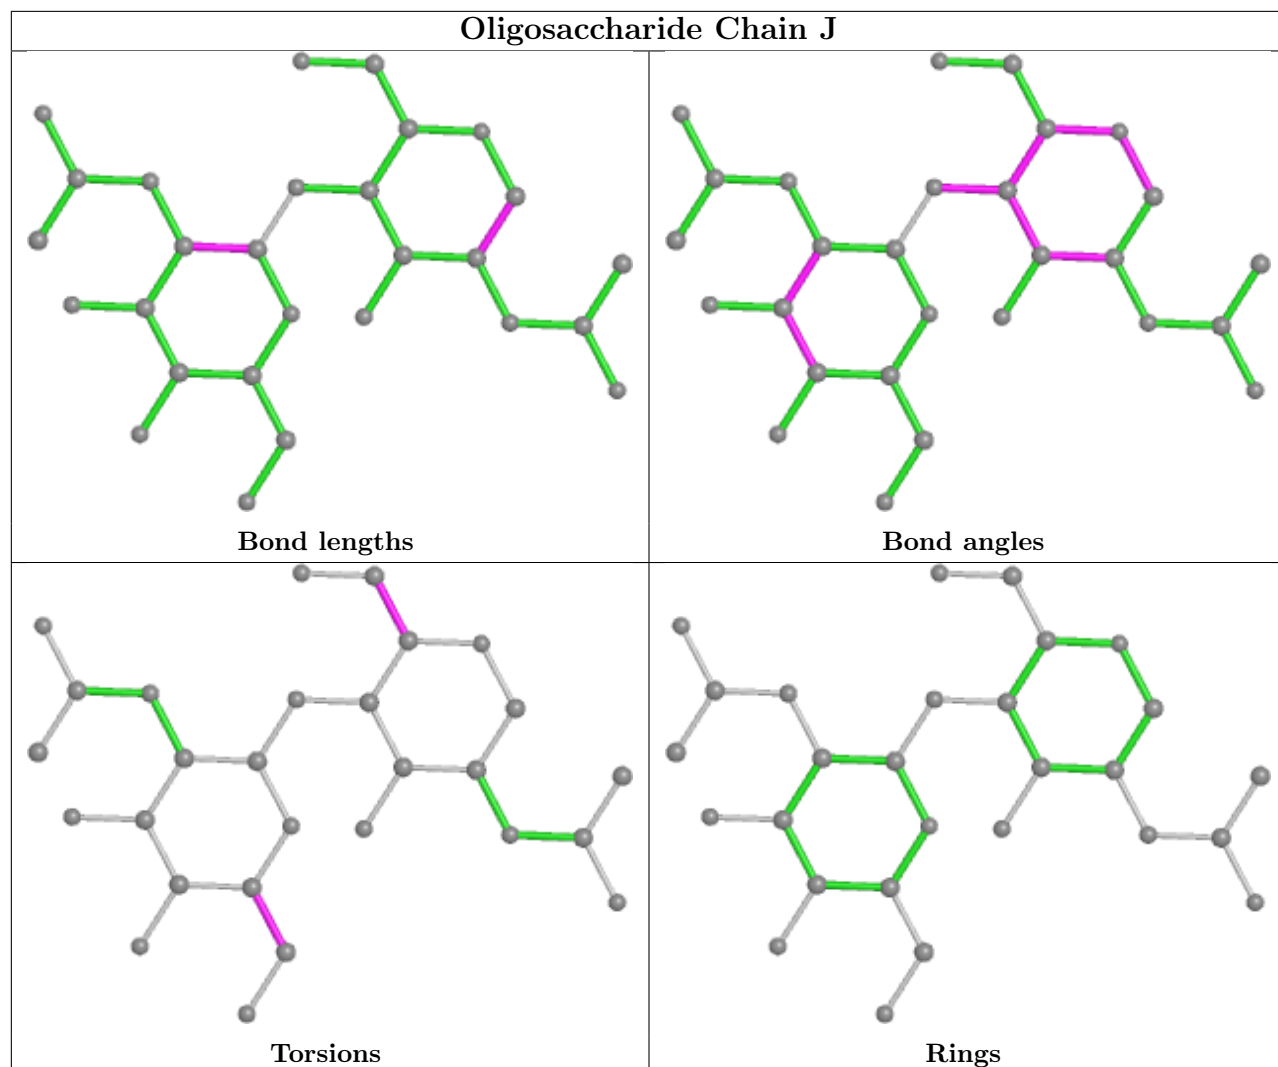 Oligosaccharide Chain J
Bond lengths
Bond angles
Torsions
Rings